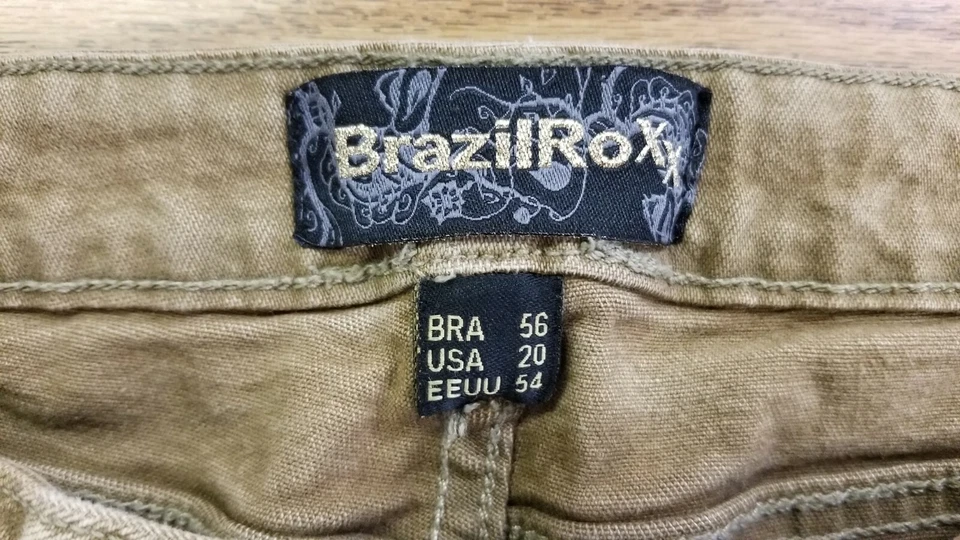 BrazilRoxx
BRA 56
USA 20
EEUU 54